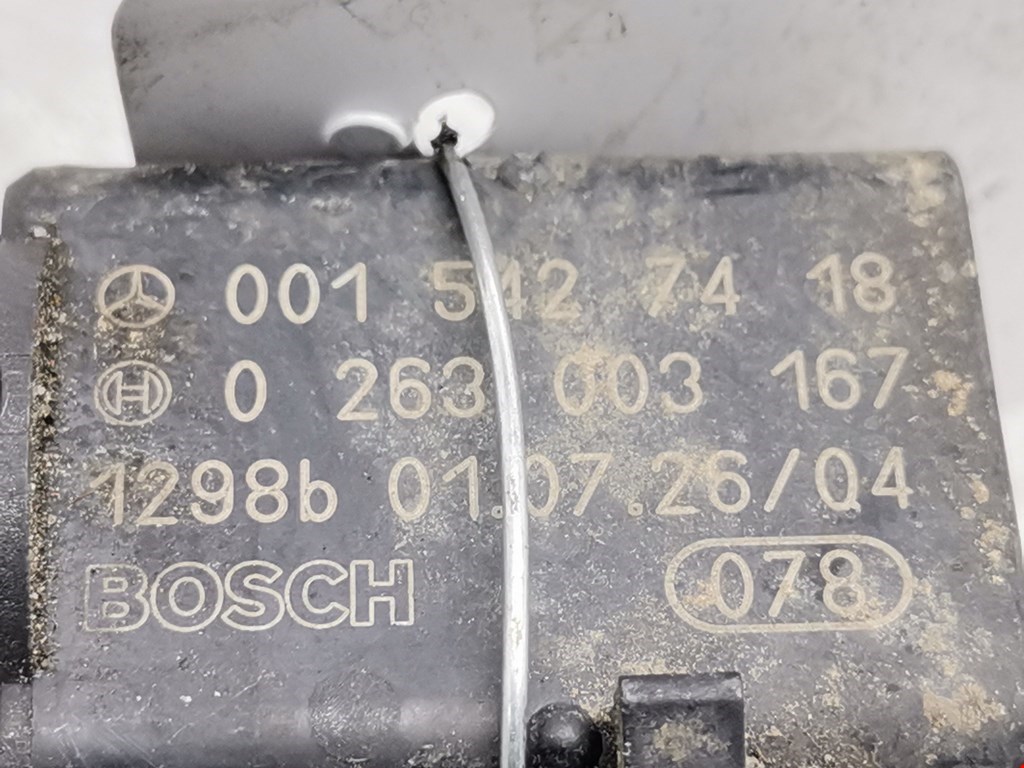 001 542 74 18
H 0 263 003 167
1298b 01.07.26/04
BOSCH 078